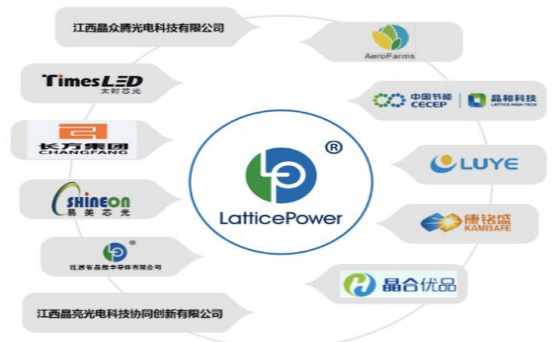 江西晶众腾光电科技有限公司
TimesLED
太时芯光
长方集团
CHANGFANG
SHINEON
易美芯光
江西省晶能半导体有限公司
江西晶亮光电科技协同创新有限公司
LP
®
LatticePower
AeroFarms
中国节能
CECEP
晶和科技
LATTICE HIGH-TECH
LUYE
康铭盛
KAMISAFE
晶合优品